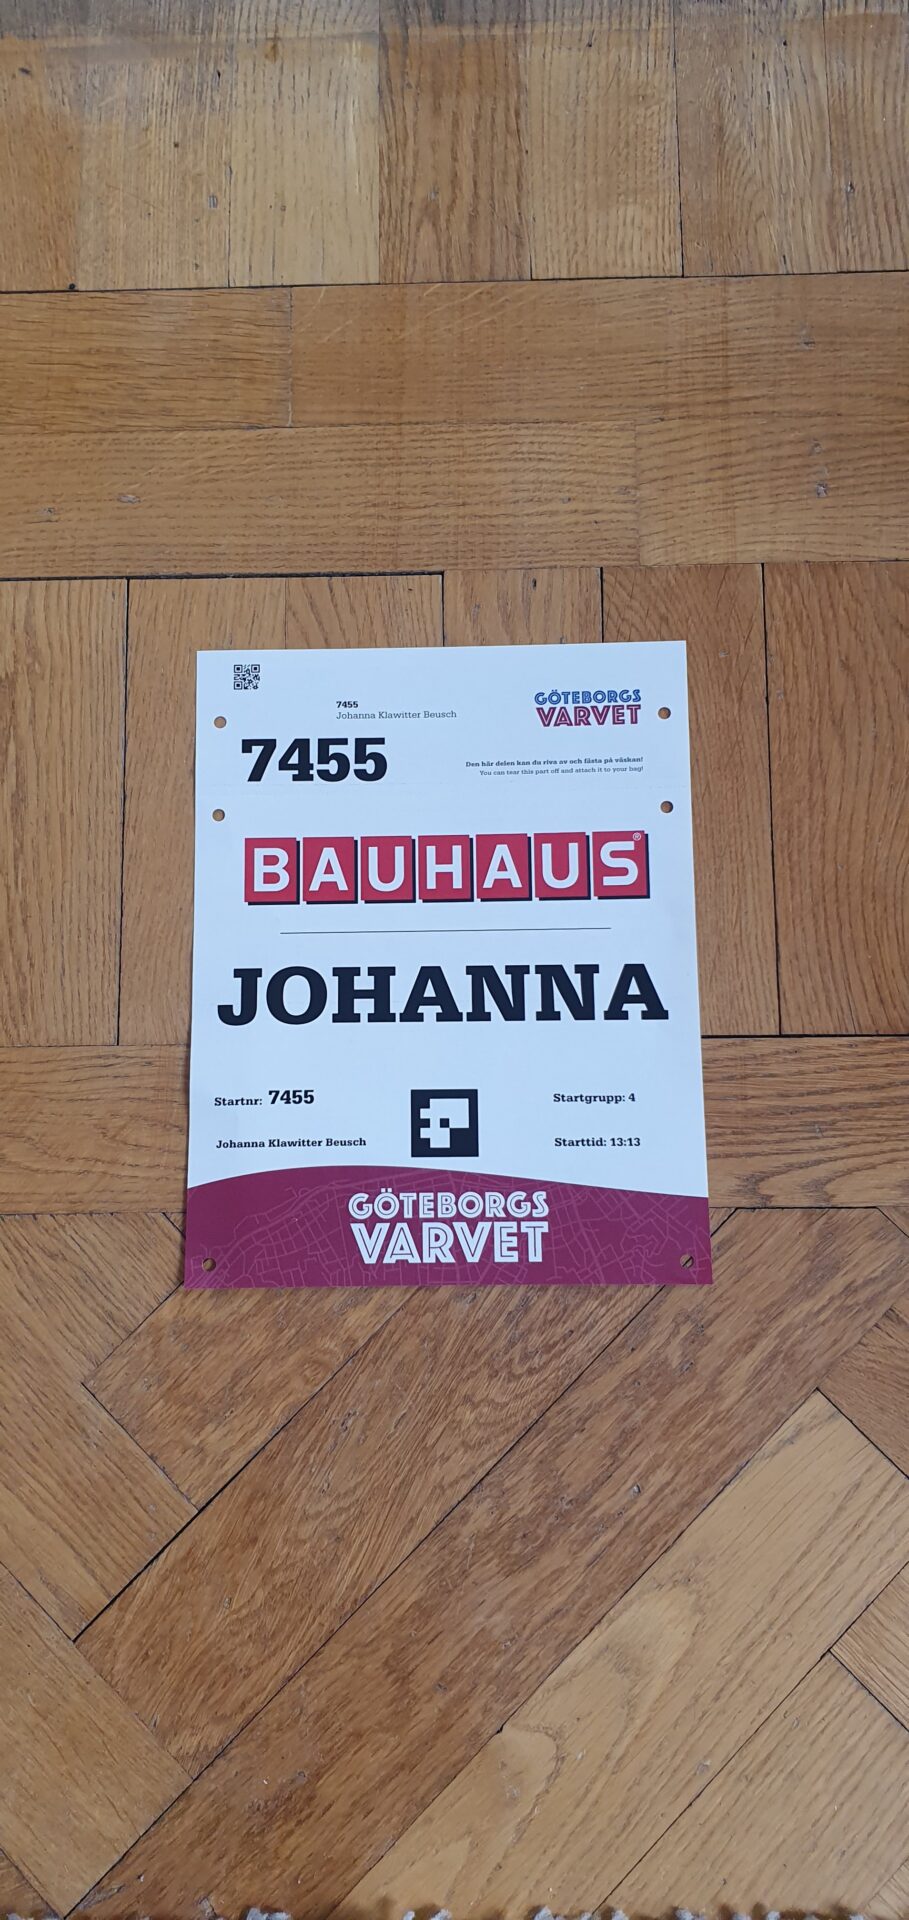 7455
Johanna Klawitter Beusch
GÖTEBORGS
VARVET
7455
Den här delen kan du riva av och fästa på väskan!
You can tear this part off and attach it to your bag!
BAUHAUS®
JOHANNA
Startnr: 7455
Startgrupp: 4
Johanna Klawitter Beusch
Starttid: 13:13
GÖTEBORGS
VARVET